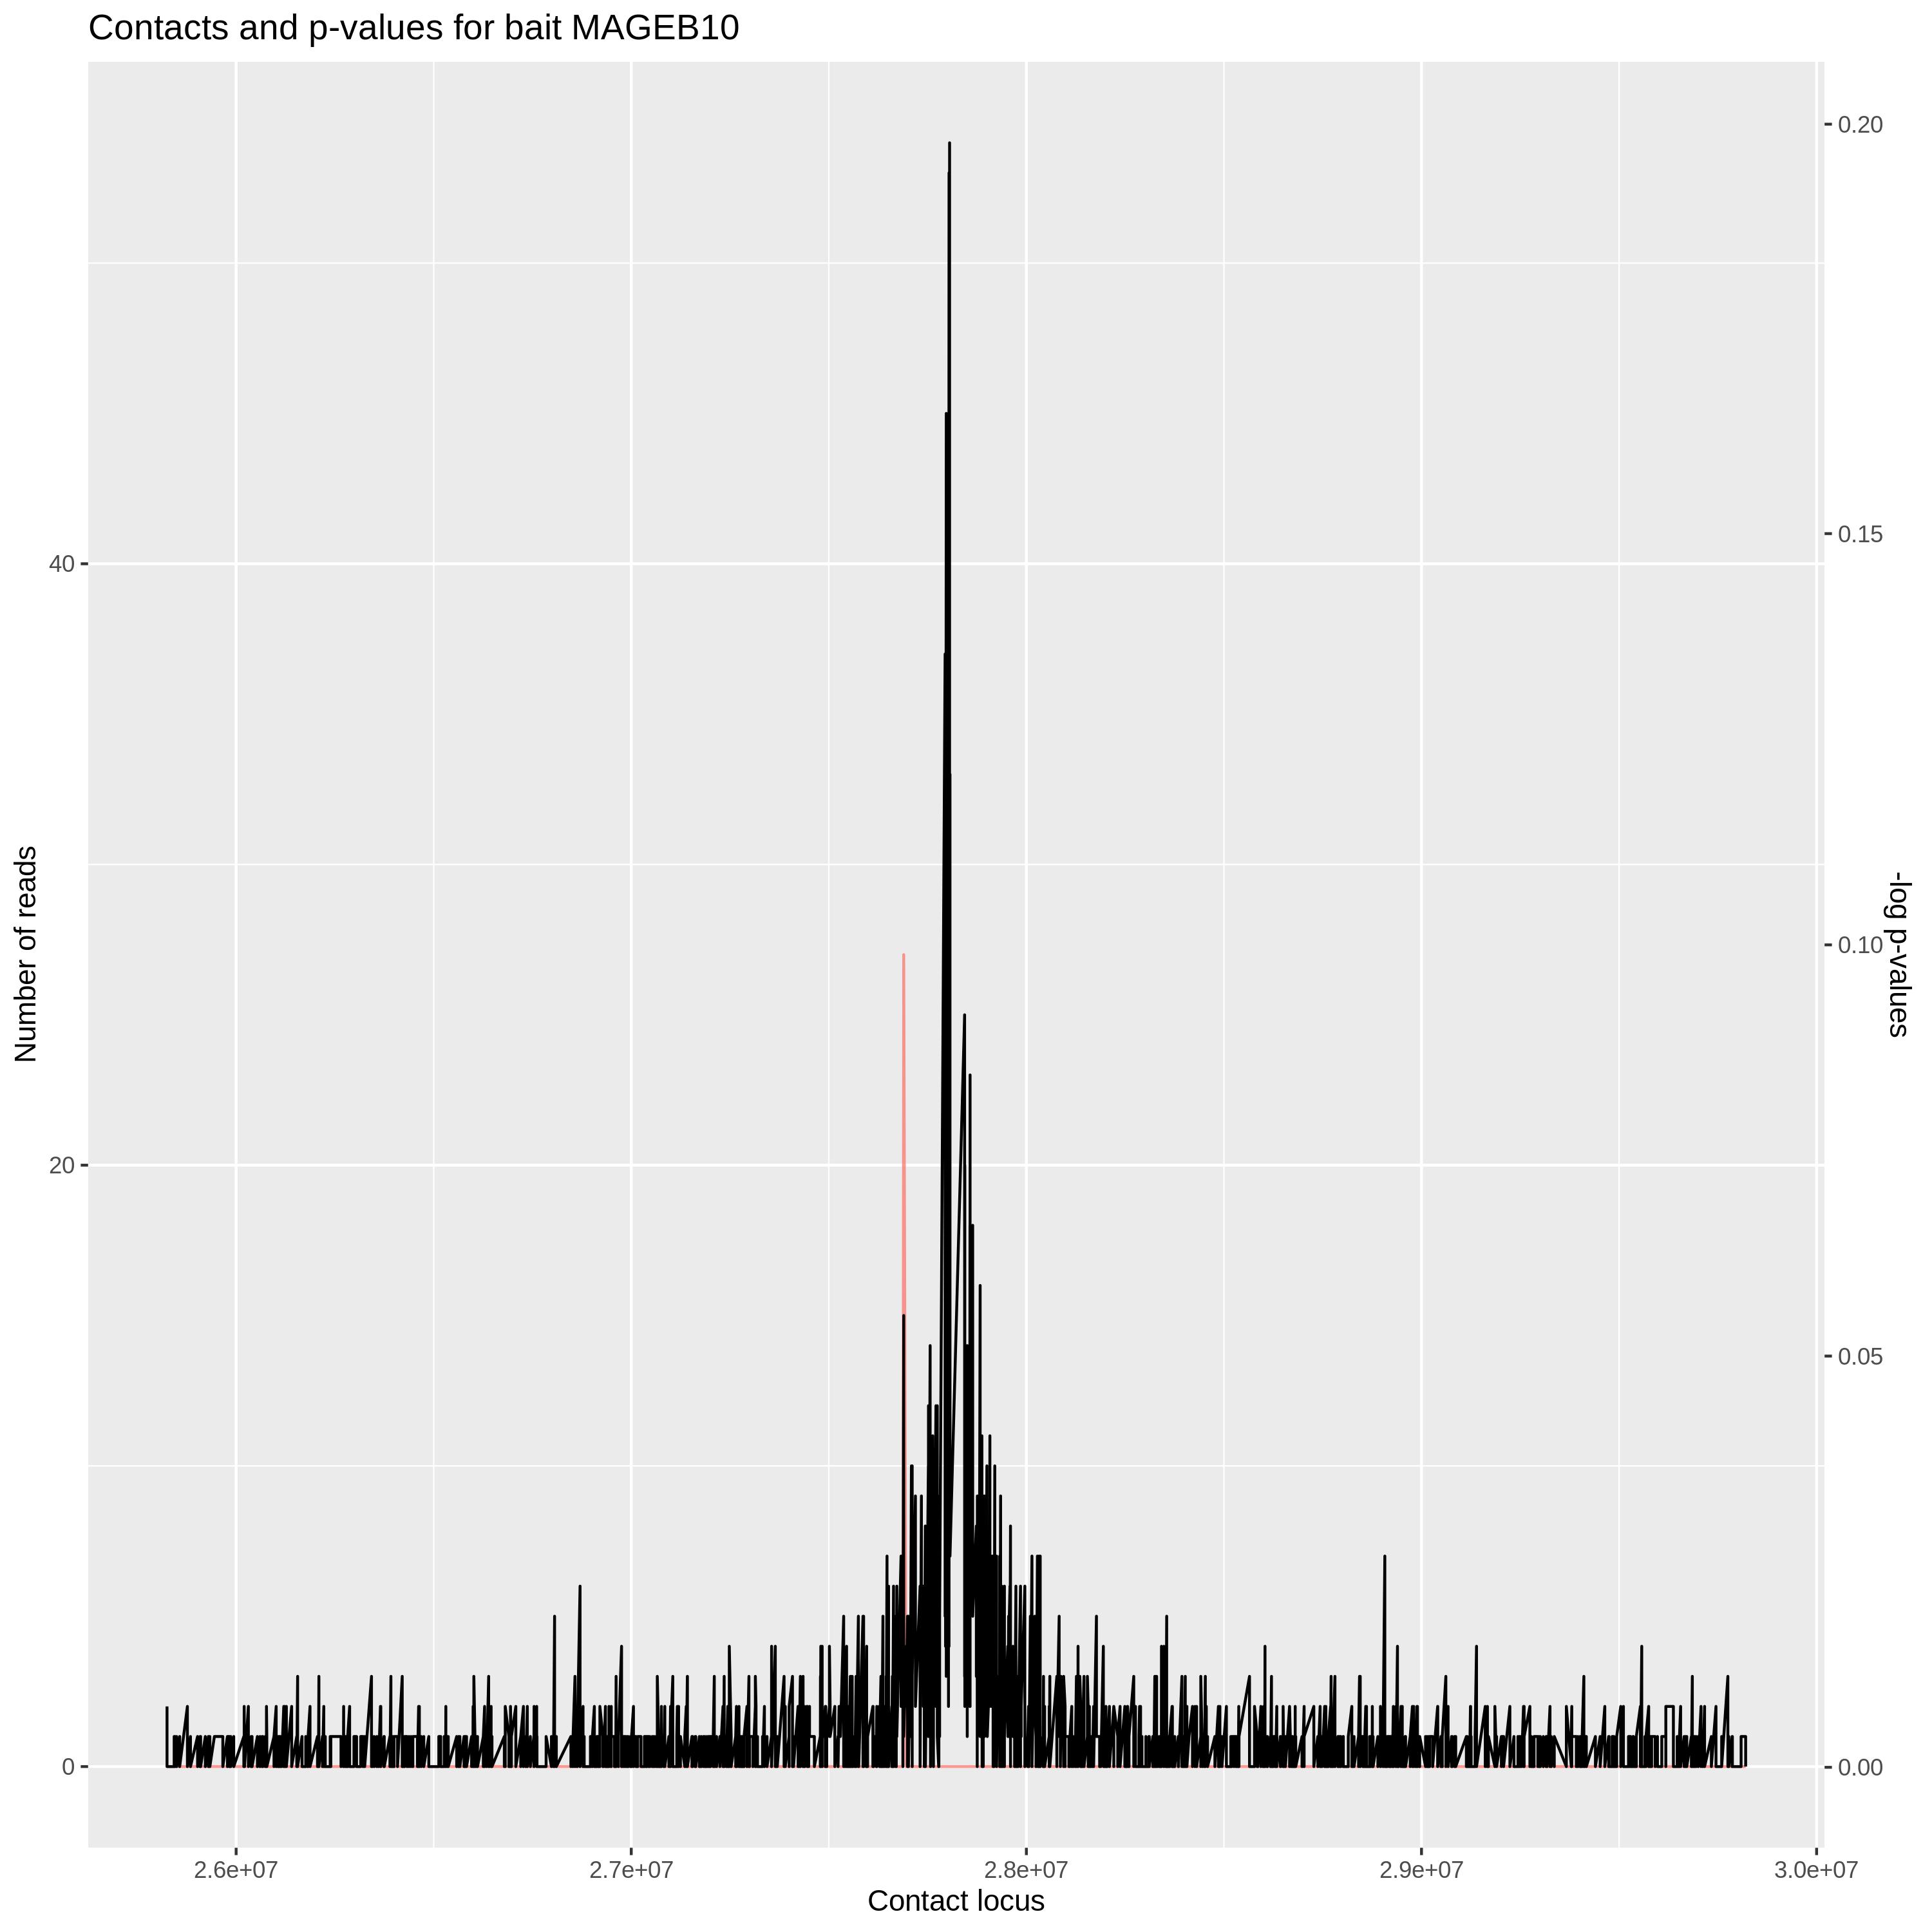 Contacts and p-values for bait MAGEB10
Number of reads
40
20
0
0.20
0.15
0.10
0.05
0.00
-log p-values
2.6e+07
2.7e+07
2.8e+07
2.9e+07
3.0e+07
Contact locus